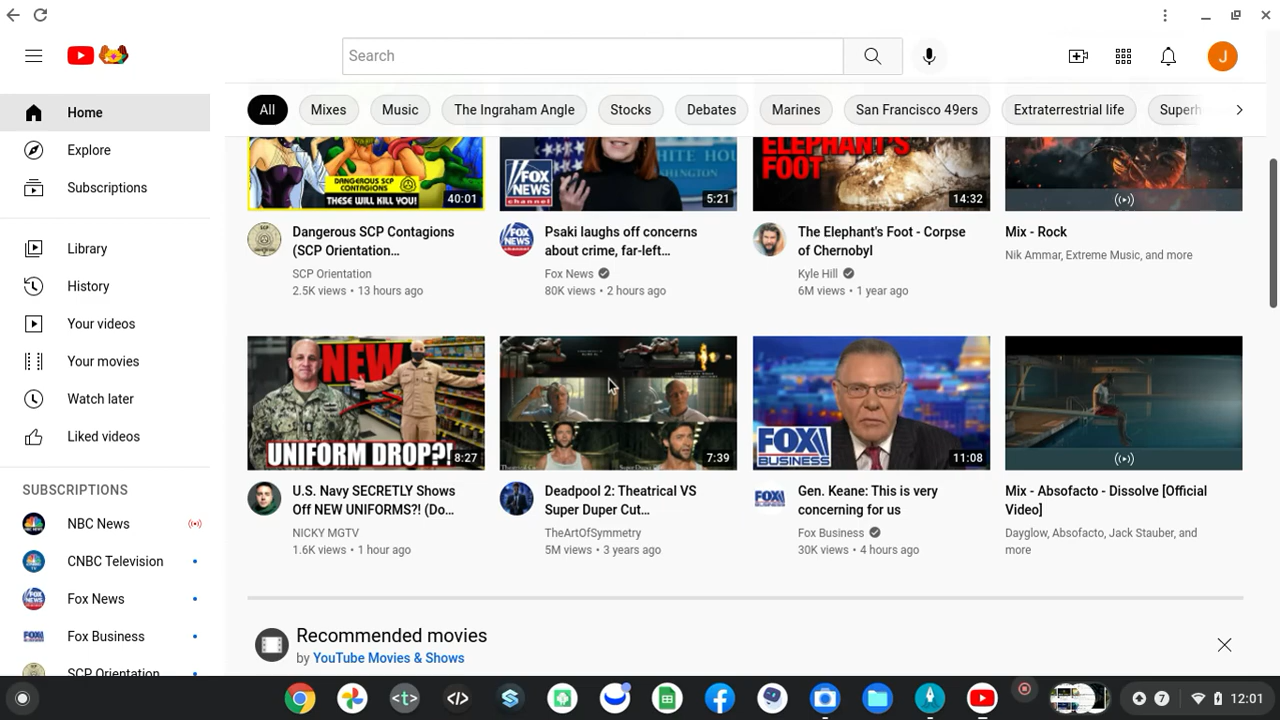 Search
J
Home
Explore
Subscriptions
Library
History
Your videos
Your movies
Watch later
Liked videos
SUBSCRIPTIONS
NBC News
CNBC Television
Fox News
Fox Business
SCP Orientation
All
Mixes
Music
The Ingraham Angle
Stocks
Debates
Marines
San Francisco 49ers
Extraterrestrial life
Superh
DANGEROUS SCP
CONTAGIONS
THESE WILL KILL YOU!
40:01
FOX
NEWS
channel
5:21
ELEPHANT'S
FOOT
14:32
Dangerous SCP Contagions
(SCP Orientation...
SCP Orientation
2.5K views • 13 hours ago
Psaki laughs off concerns
about crime, far-left...
Fox News
80K views • 2 hours ago
The Elephant's Foot - Corpse
of Chernobyl
Kyle Hill
6M views • 1 year ago
Mix - Rock
Nik Ammar, Extreme Music, and more
NEW
UNIFORM DROP?!
8:27
7:39
FOX
BUSINESS
11:08
U.S. Navy SECRETLY Shows
Off NEW UNIFORMS?! (Do...
NICKY MGTV
1.6K views • 1 hour ago
Deadpool 2: Theatrical VS
Super Duper Cut...
TheArtOfSymmetry
5M views • 3 years ago
Gen. Keane: This is very
concerning for us
Fox Business
30K views • 4 hours ago
Mix - Absofacto - Dissolve [Official
Video]
Dayglow, Absofacto, Jack Stauber, and
more
Recommended movies
by YouTube Movies & Shows
7
12:01